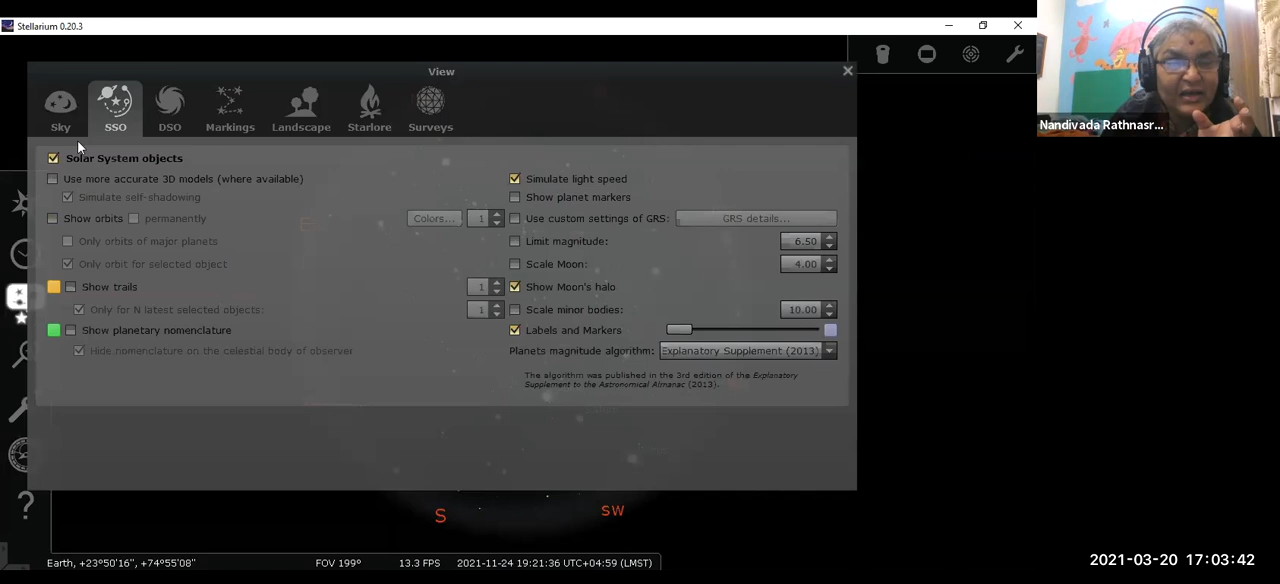 Stellarium 0.20.3
View
Sky
SSO
DSO
Markings
Landscape
Starlore
Surveys
Nandivada Rathnasr...
Solar System objects
Use more accurate 3D models (where available)
Simulate self-shadowing
Show orbits
permanently
Colors...
1
Only orbits of major planets
Only orbit for selected object
Show trails
1
Only for N latest selected objects:
1
Show planetary nomenclature
Hide nomenclature on the celestial body of observer
Simulate light speed
Show planet markers
Use custom settings of GRS:
GRS details...
Limit magnitude:
6.50
Scale Moon:
4.00
Show Moon's halo
Scale minor bodies:
10.00
Labels and Markers
Planets magnitude algorithm:
Explanatory Supplement (2013)
The algorithm was published in the 3rd edition of the Explanatory
Supplement to the Astronomical Almanac (2013).
S
SW
Earth, +23°50'16", +74°55'08"
FOV 199°
13.3 FPS
2021-11-24 19:21:36 UTC+04:59 (LMST)
2021-03-20 17:03:42